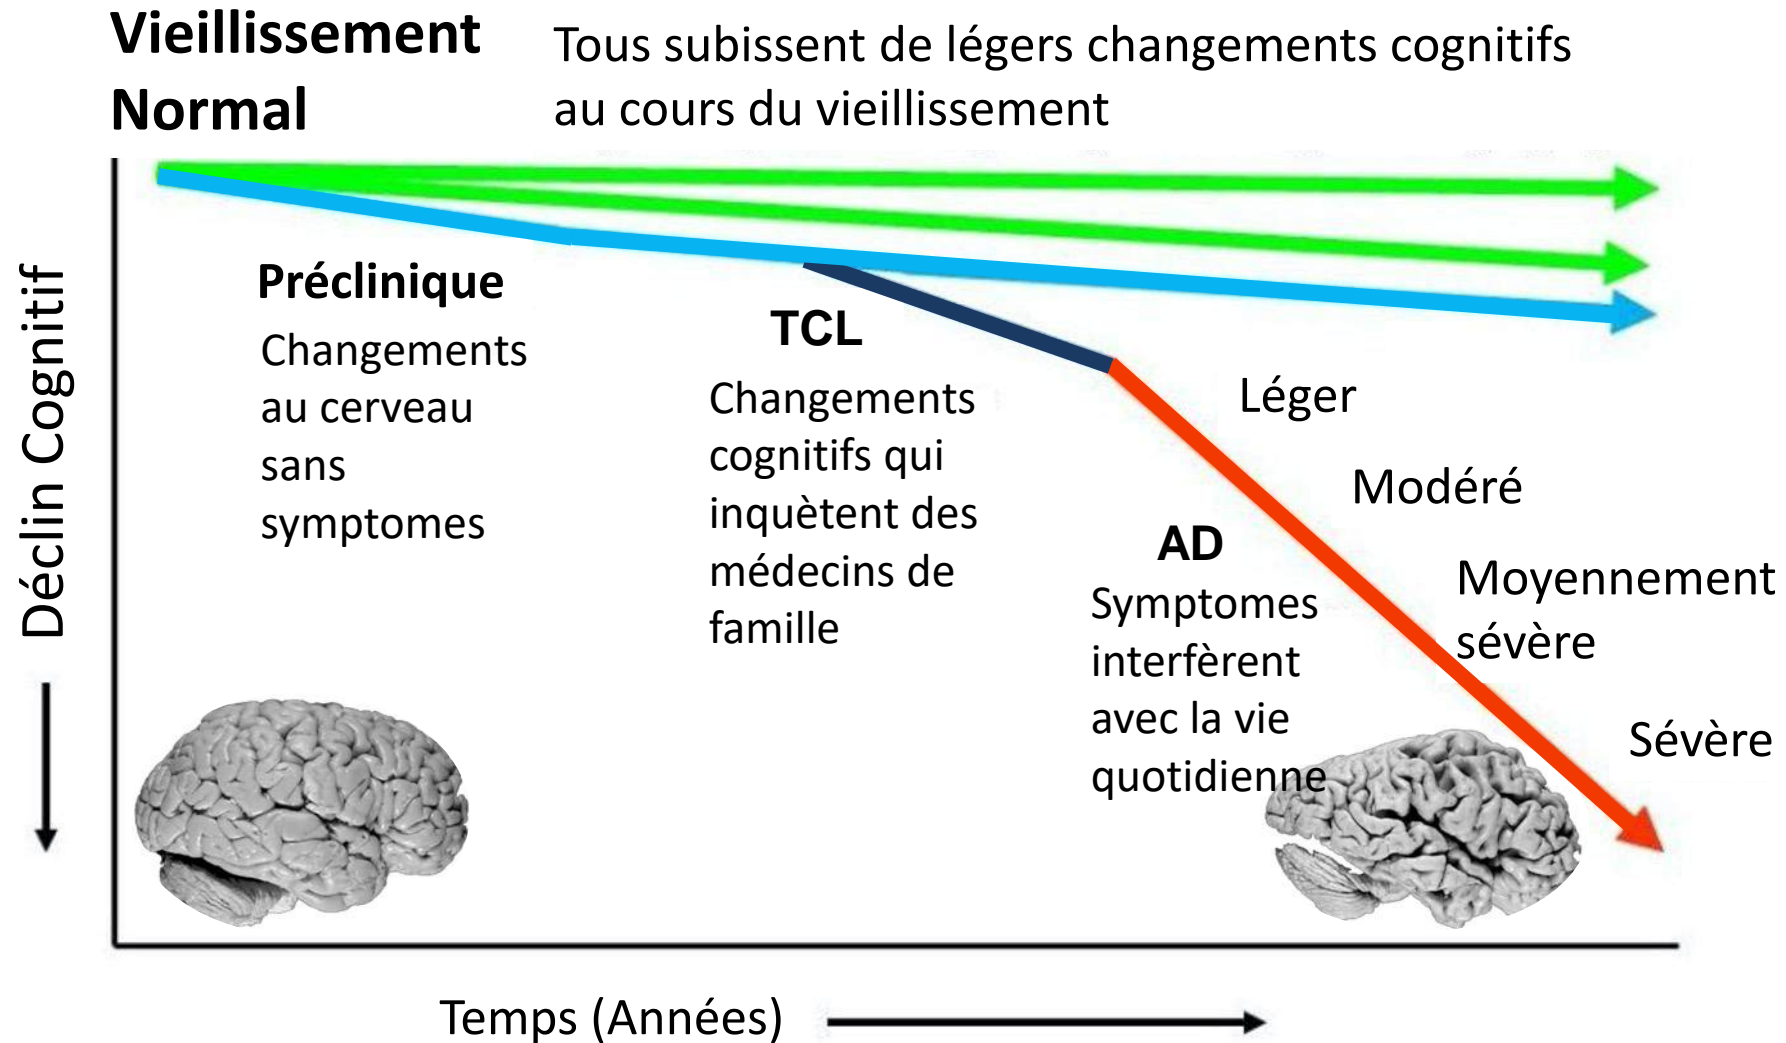 Vieillissement
Normal
Tous subissent de légers changements cognitifs
au cours du vieillissement
Déclin Cognitif
Préclinique
Changements
au cerveau
sans
symptomes
TCL
Changements
cognitifs qui
inquètent des
médecins de
famille
AD
Symptomes
interfèrent
avec la vie
quotidienne
Léger
Modéré
Moyennement
sévère
Sévère
Temps (Années)